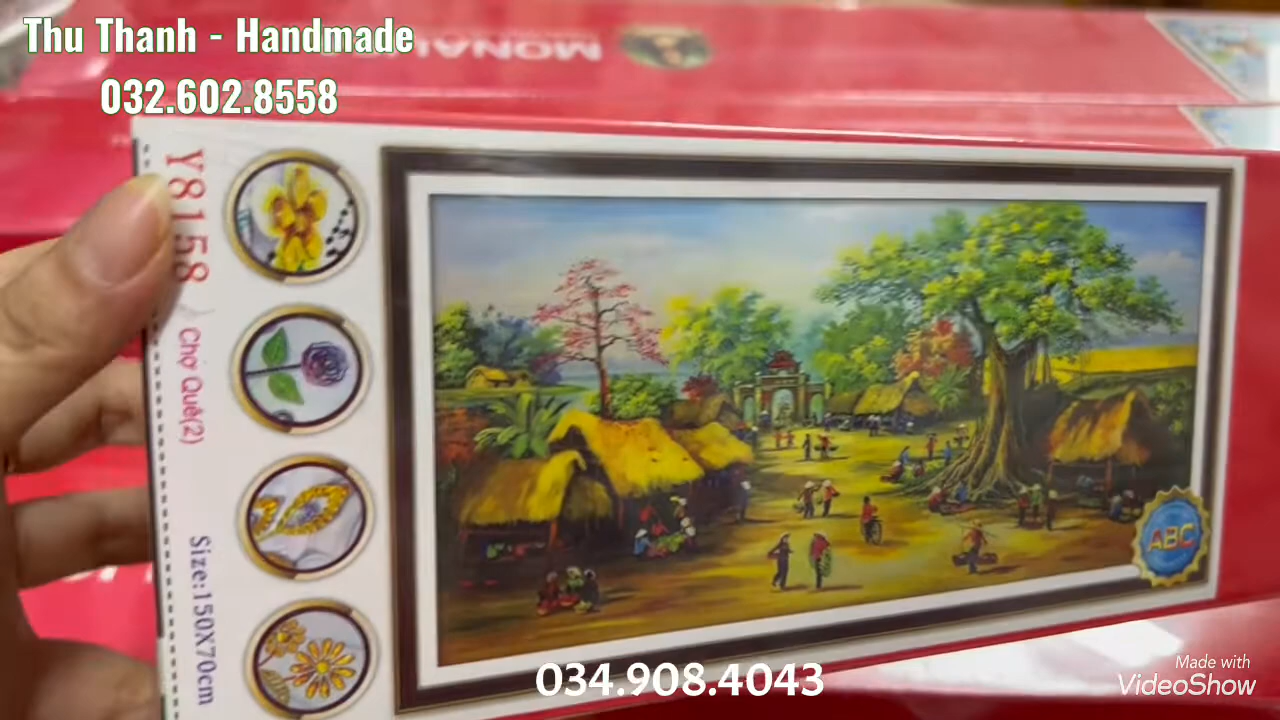 Thu Thanh - Handmade
032.602.8558
Y8158
Chợ Quê(2)
Size:150X70cm
ABC
034.908.4043
Made with
VideoShow